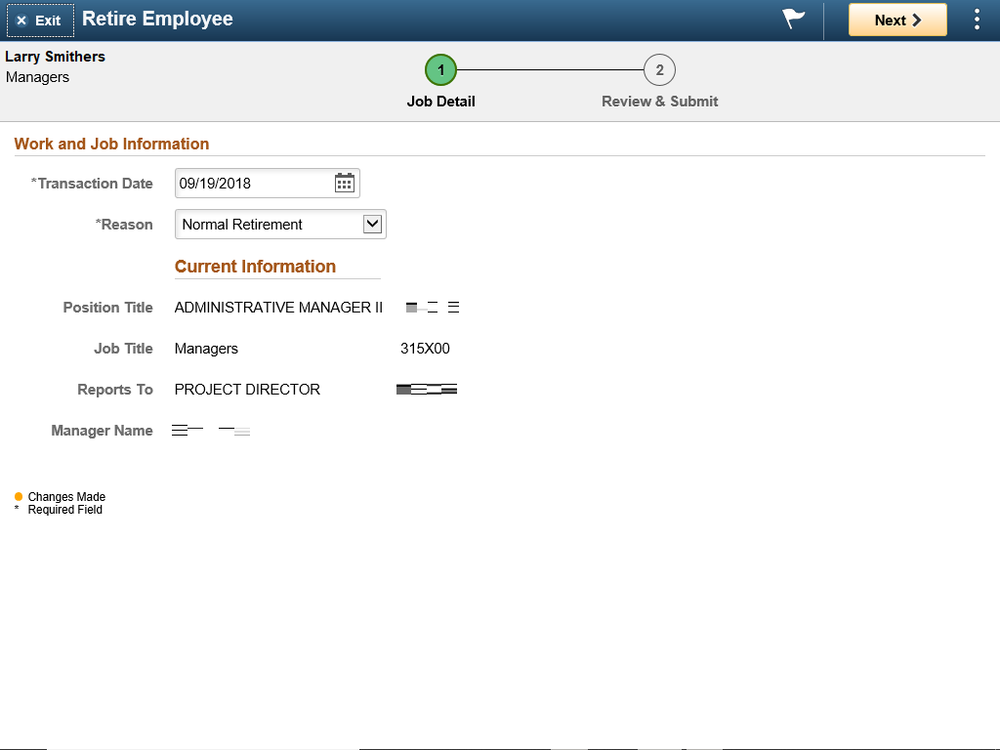 Exit Retire Employee Next
Larry Smithers
Managers
1 2
Job Detail Review & Submit
Work and Job Information
*Transaction Date 09/19/2018
*Reason Normal Retirement
Current Information
Position Title ADMINISTRATIVE MANAGER II
Job Title Managers 315X00
Reports To PROJECT DIRECTOR
Manager Name
Changes Made
* Required Field